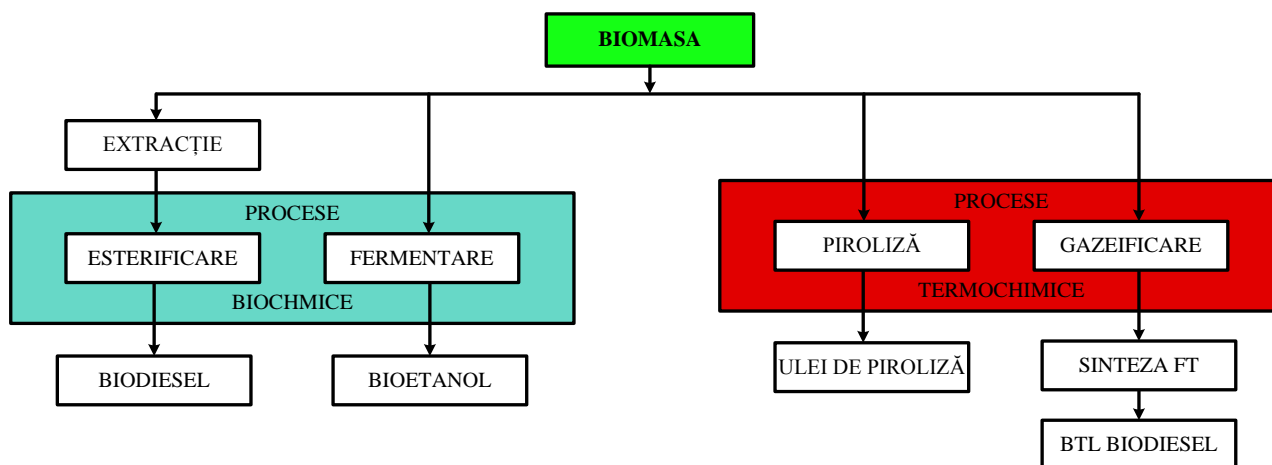 BIOMASA
EXTRACȚIE
PROCESE
ESTERIFICARE
FERMENTARE
BIOCHMICE
BIODIESEL
BIOETANOL
PROCESE
PIROLIZĂ
GAZEIFICARE
TERMOCHIMICE
ULEI DE PIROLIZĂ
SINTEZA FT
BTL BIODIESEL